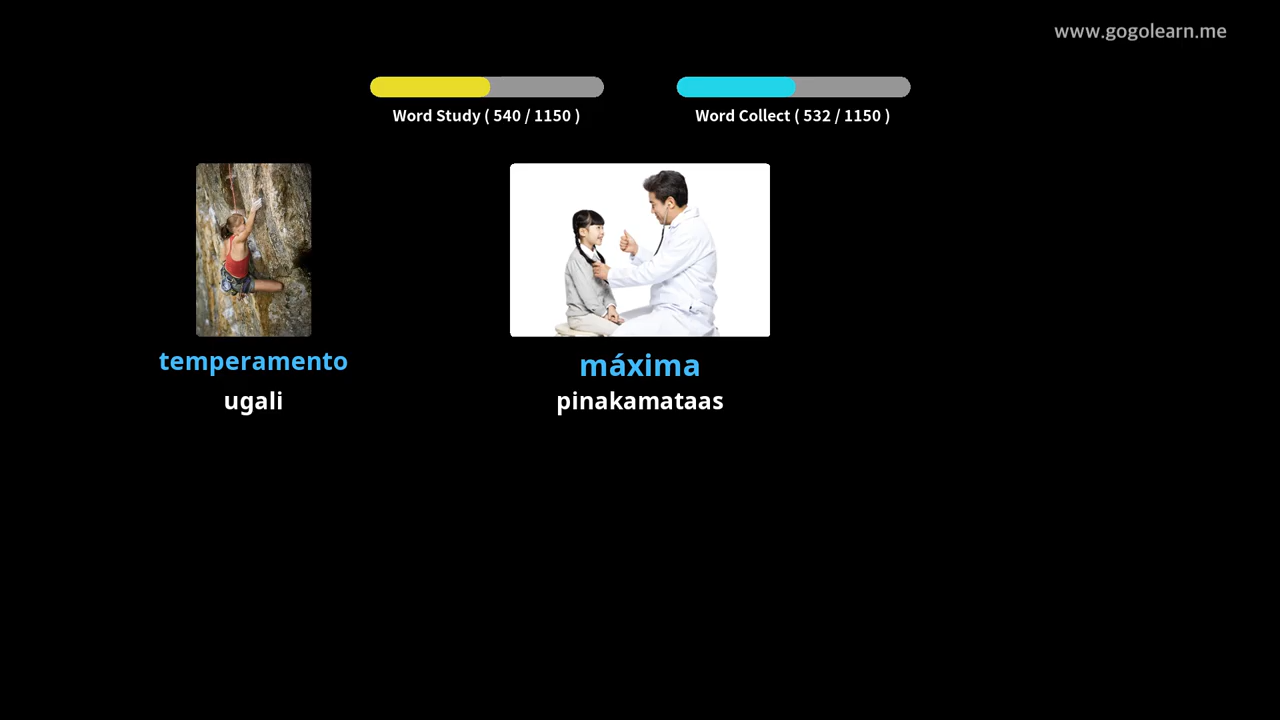 www.gogolearn.me
Word Study ( 540 / 1150 )
Word Collect ( 532 / 1150 )
temperamento
ugali
máxima
pinakamataas